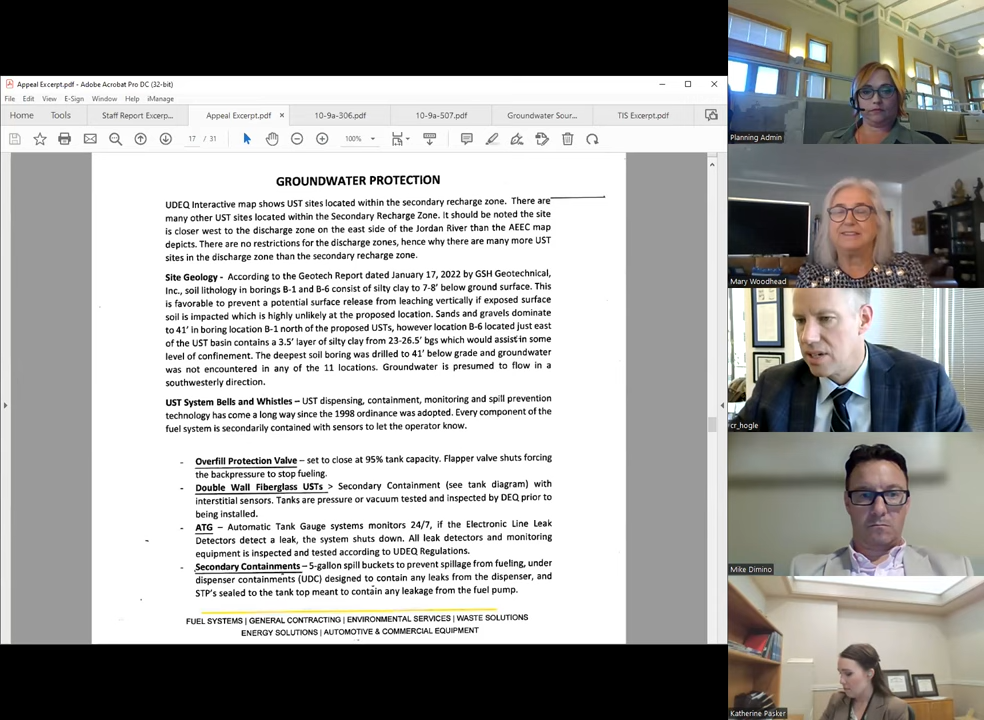 Appeal Excerpt.pdf - Adobe Acrobat Pro DC (32-bit)
File Edit View E-Sign Window Help iManage
Home Tools Staff Report Excerp... Appeal Excerpt.pdf × 10-9a-306.pdf 10-9a-507.pdf Groundwater Sour... TIS Excerpt.pdf
17 / 31 100%
GROUNDWATER PROTECTION
UDEQ Interactive map shows UST sites located within the secondary recharge zone. There are
many other UST sites located within the Secondary Recharge Zone. It should be noted the site
is closer west to the discharge zone on the east side of the Jordan River than the AEEC map
depicts. There are no restrictions for the discharge zones, hence why there are many more UST
sites in the discharge zone than the secondary recharge zone.
Site Geology - According to the Geotech Report dated January 17, 2022 by GSH Geotechnical,
Inc., soil lithology in borings B-1 and B-6 consist of silty clay to 7-8' below ground surface. This
is favorable to prevent a potential surface release from leaching vertically if exposed surface
soil is impacted which is highly unlikely at the proposed location. Sands and gravels dominate
to 41' in boring location B-1 north of the proposed USTs, however location B-6 located just east
of the UST basin contains a 3.5' layer of silty clay from 23-26.5' bgs which would assist in some
level of confinement. The deepest soil boring was drilled to 41' below grade and groundwater
was not encountered in any of the 11 locations. Groundwater is presumed to flow in a
southwesterly direction.
UST System Bells and Whistles – UST dispensing, containment, monitoring and spill prevention
technology has come a long way since the 1998 ordinance was adopted. Every component of the
fuel system is secondarily contained with sensors to let the operator know.
- Overfill Protection Valve – set to close at 95% tank capacity. Flapper valve shuts forcing
the backpressure to stop fueling.
- Double Wall Fiberglass USTs > Secondary Containment (see tank diagram) with
interstitial sensors. Tanks are pressure or vacuum tested and inspected by DEQ prior to
being installed.
- ATG – Automatic Tank Gauge systems monitors 24/7, if the Electronic Line Leak
Detectors detect a leak, the system shuts down. All leak detectors and monitoring
equipment is inspected and tested according to UDEQ Regulations.
- Secondary Containments – 5-gallon spill buckets to prevent spillage from fueling, under
dispenser containments (UDC) designed to contain any leaks from the dispenser, and
STP's sealed to the tank top meant to contain any leakage from the fuel pump.
FUEL SYSTEMS | GENERAL CONTRACTING | ENVIRONMENTAL SERVICES | WASTE SOLUTIONS
ENERGY SOLUTIONS | AUTOMOTIVE & COMMERCIAL EQUIPMENT
Planning Admin
Mary Woodhead
cr_hogle
Mike Dimino
Katherine Pasker